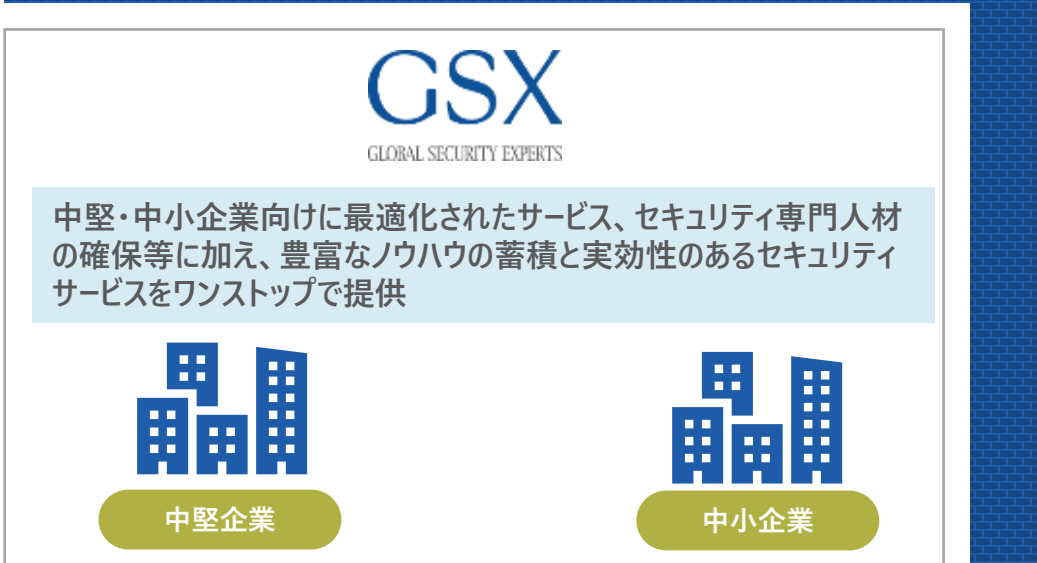 GSX
GLOBAL SECURITY EXPERTS
中堅・中小企業向けに最適化されたサービス、セキュリティ専門人材
の確保等に加え、豊富なノウハウの蓄積と実効性のあるセキュリティ
サービスをワンストップで提供
中堅企業
中小企業